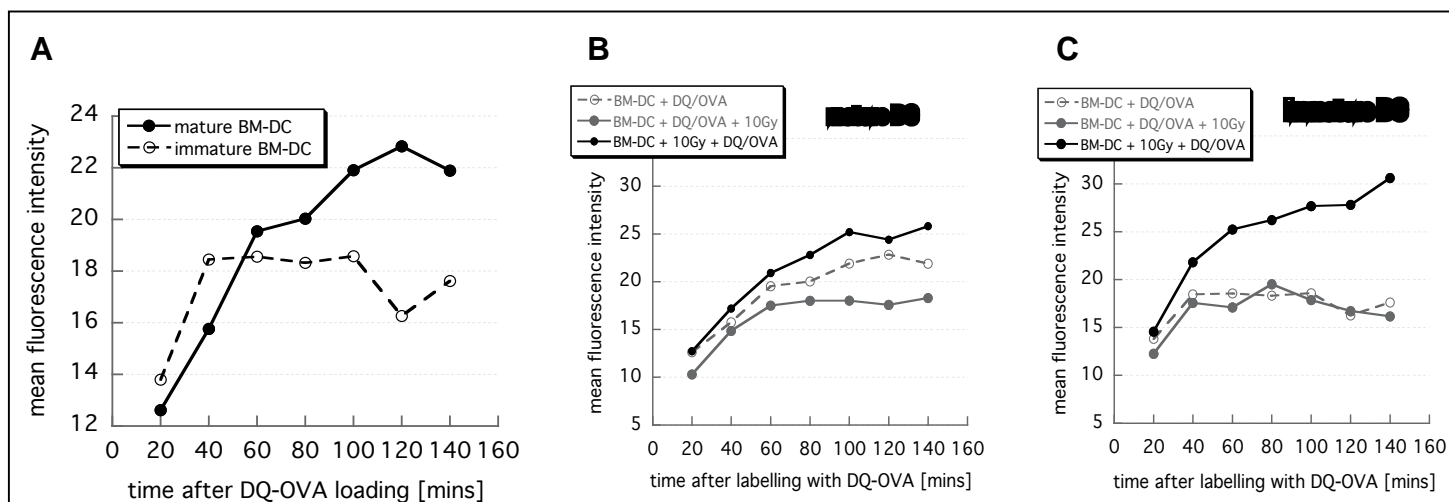 A
mean fluorescence intensity
24
22
20
18
16
14
12
mature BM-DC
immature BM-DC
0 20 40 60 80 100 120 140 160
time after DQ-OVA loading [mins]
B
BM-DC + DQ/OVA
BM-DC + DQ/OVA + 10Gy
BM-DC + 10Gy + DQ/OVA
mean fluorescence intensity
30
25
20
15
10
5
0 20 40 60 80 100 120 140 160
time after labelling with DQ-OVA [mins]
C
BM-DC + DQ/OVA
BM-DC + DQ/OVA + 10Gy
BM-DC + 10Gy + DQ/OVA
mean fluorescence intensity
30
25
20
15
10
5
0 20 40 60 80 100 120 140 160
time after labelling with DQ-OVA [mins]